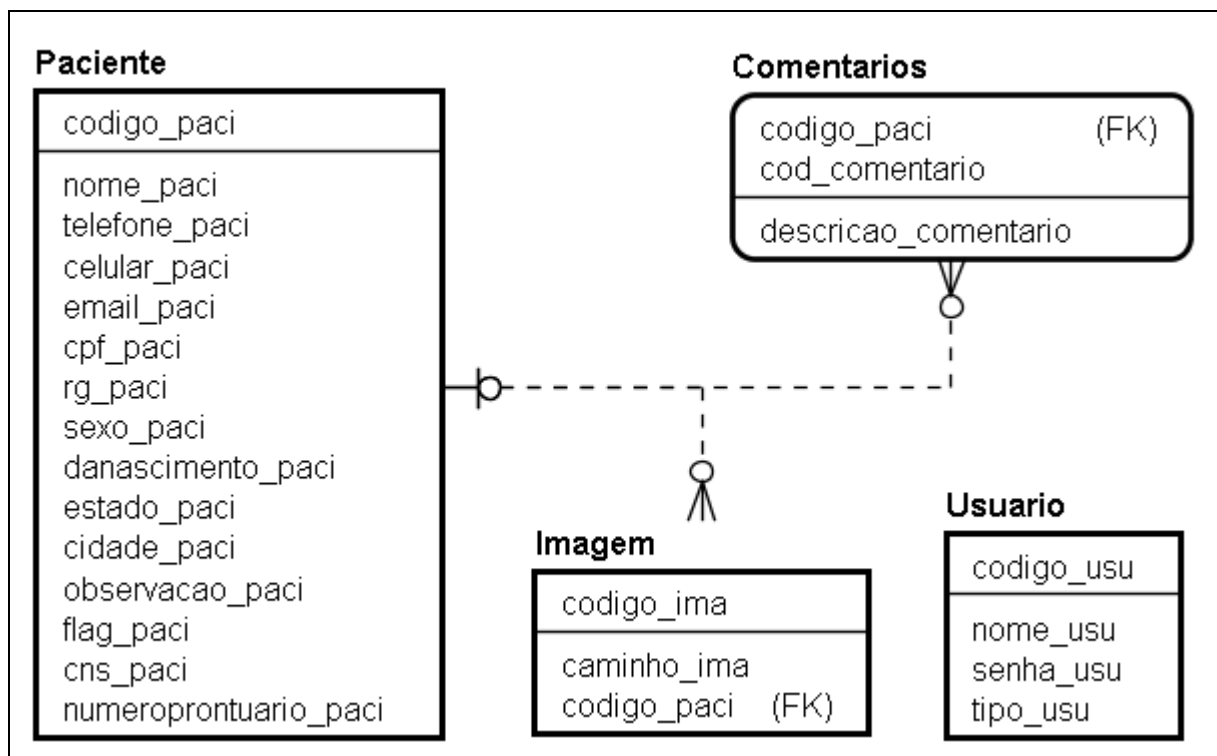 Paciente
codigo_paci
nome_paci
telefone_paci
celular_paci
email_paci
cpf_paci
rg_paci
sexo_paci
danascimento_paci
estado_paci
cidade_paci
observacao_paci
flag_paci
cns_paci
numeroprontuario_paci
Comentarios
codigo_paci (FK)
cod_comentario
descricao_comentario
Imagem
codigo_ima
caminho_ima
codigo_paci (FK)
Usuario
codigo_usu
nome_usu
senha_usu
tipo_usu